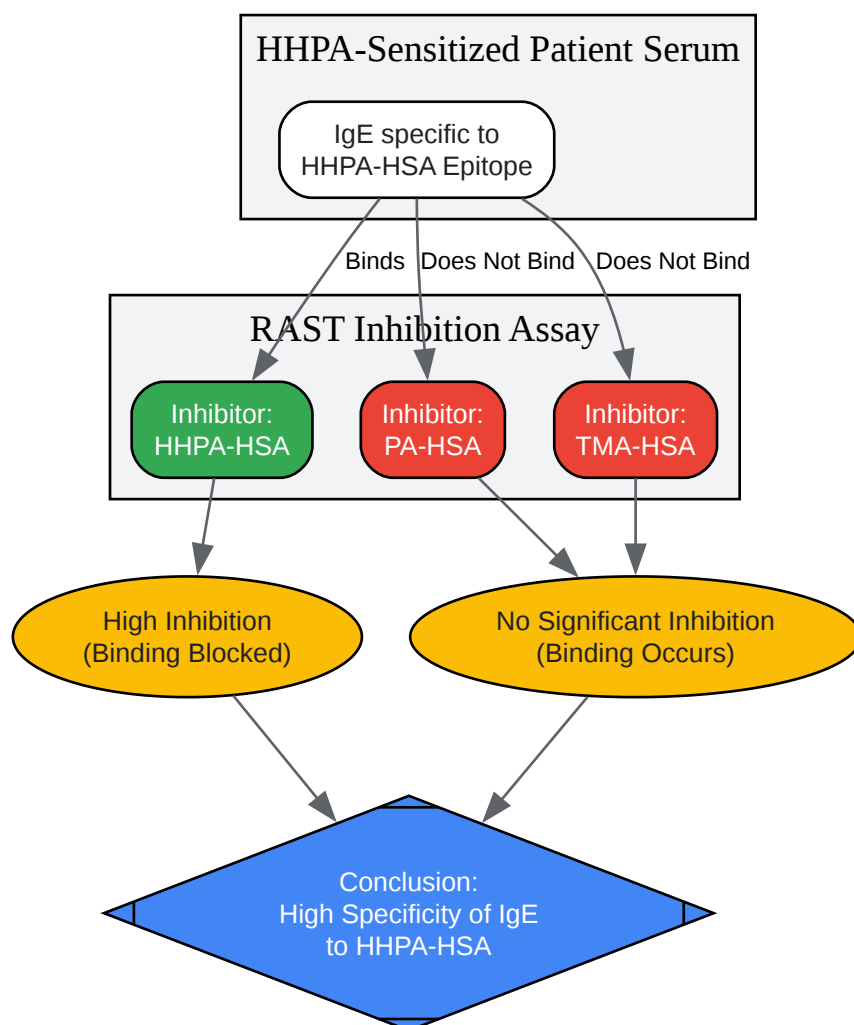 HHPA-Sensitized Patient Serum
IgE specific to
HHPA-HSA Epitope
Binds
Does Not Bind
Does Not Bind
RAST Inhibition Assay
Inhibitor:
HHPA-HSA
Inhibitor:
PA-HSA
Inhibitor:
TMA-HSA
High Inhibition
(Binding Blocked)
No Significant Inhibition
(Binding Occurs)
Conclusion:
High Specificity of IgE
to HHPA-HSA